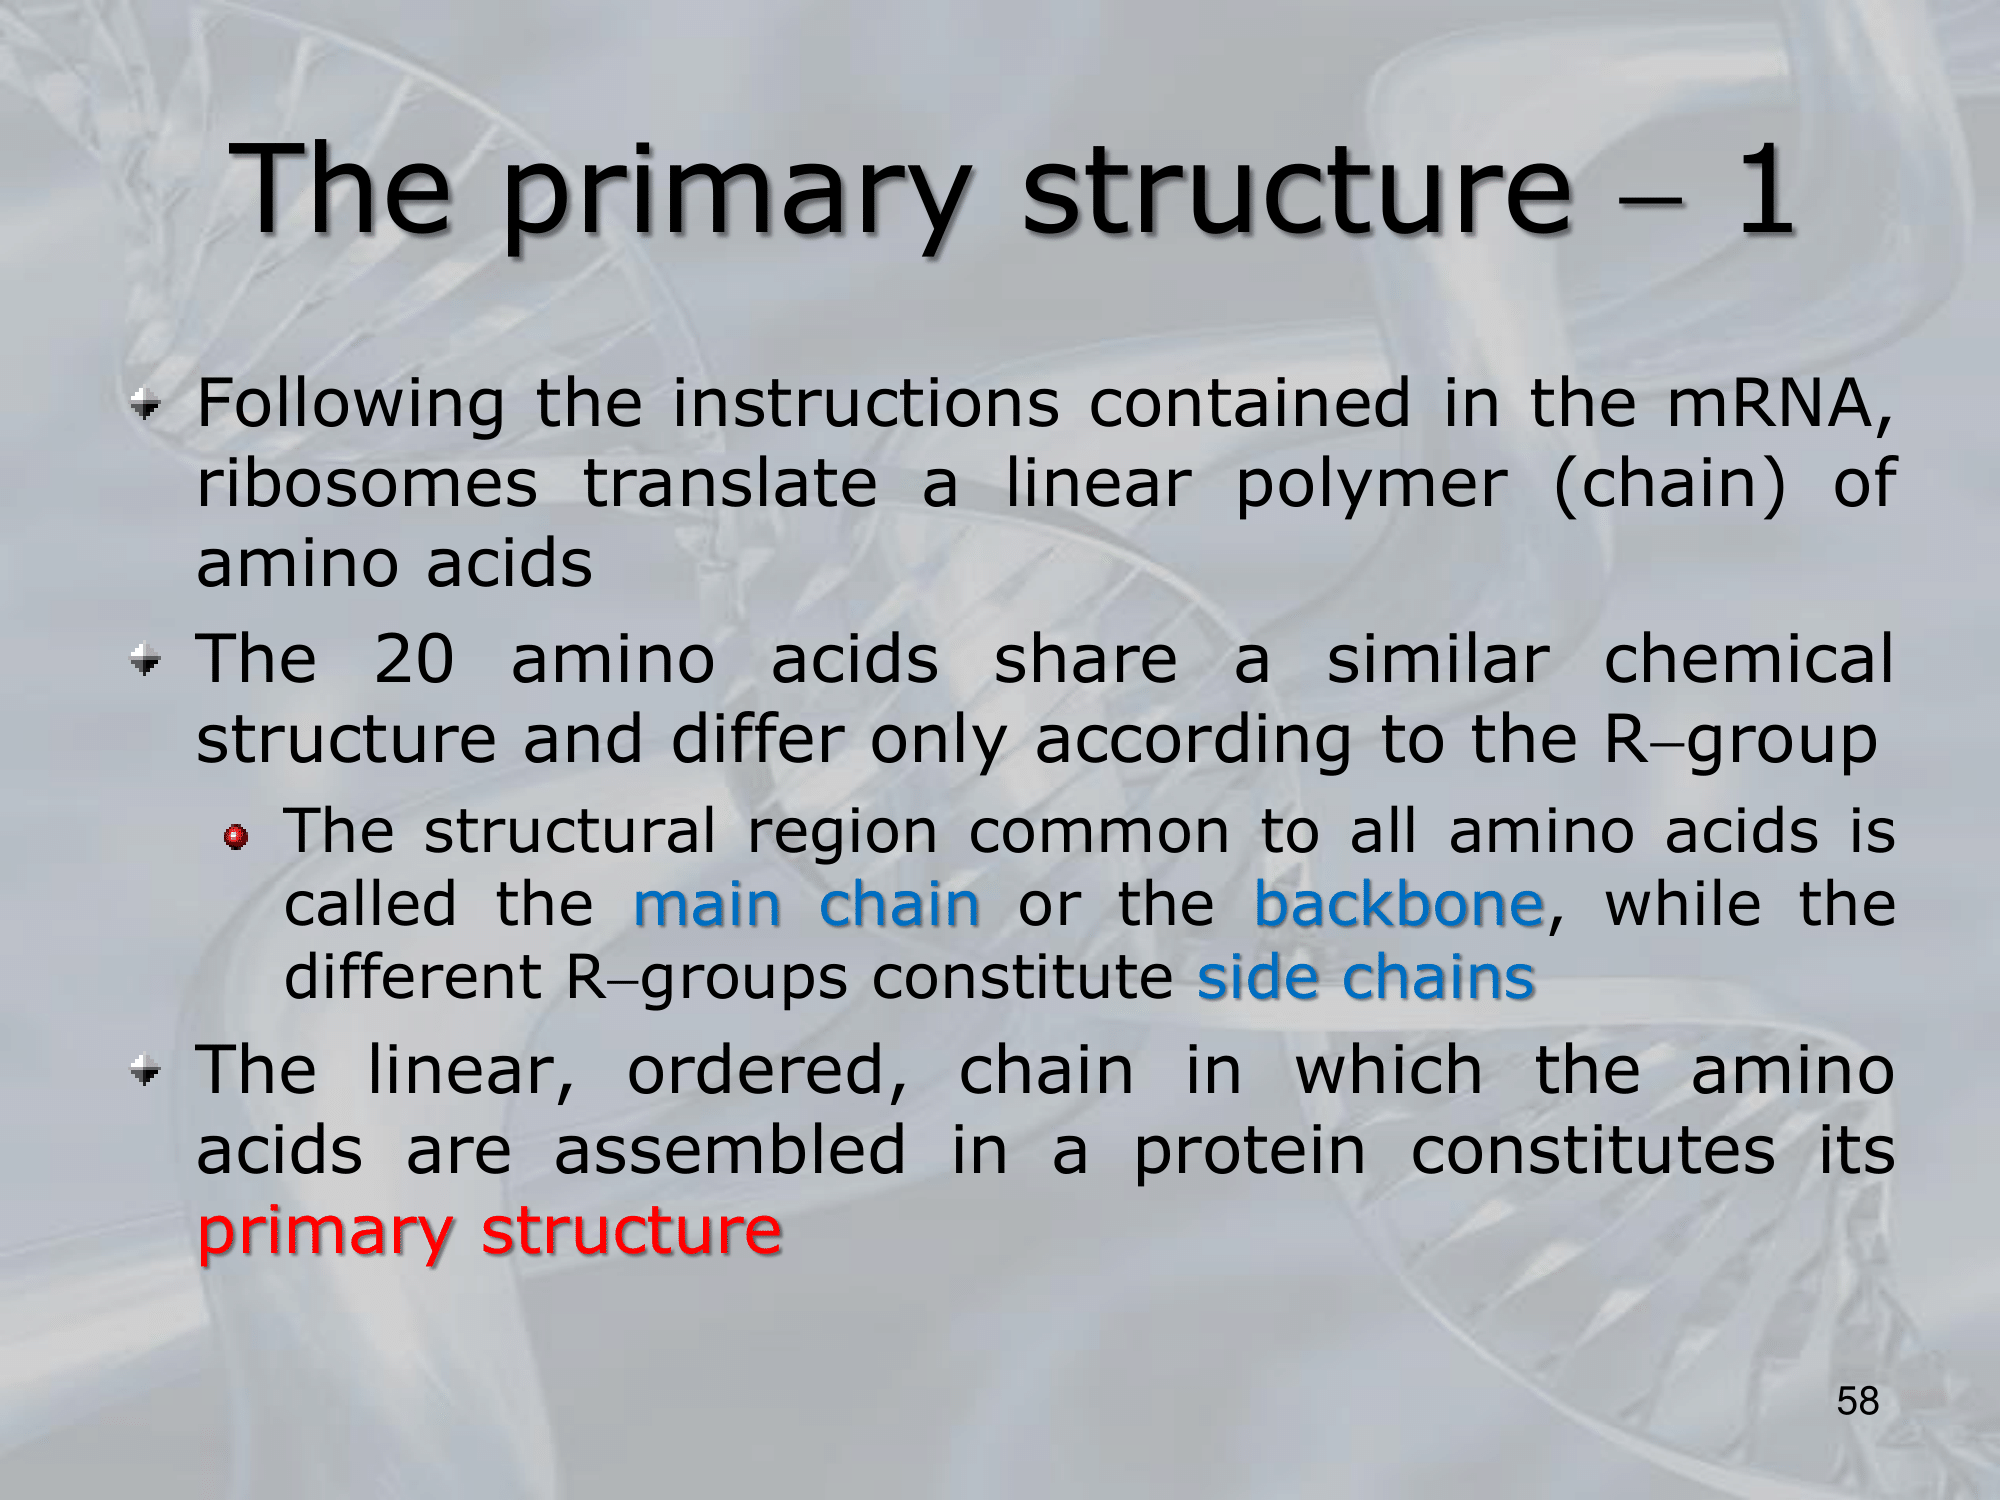 The primary structure – 1
Following the instructions contained in the mRNA,
ribosomes translate a linear polymer (chain) of
amino acids
The 20 amino acids share a similar chemical
structure and differ only according to the R–group
The structural region common to all amino acids is
called the main chain or the backbone, while the
different R–groups constitute side chains
The linear, ordered, chain in which the amino
acids are assembled in a protein constitutes its
primary structure
58